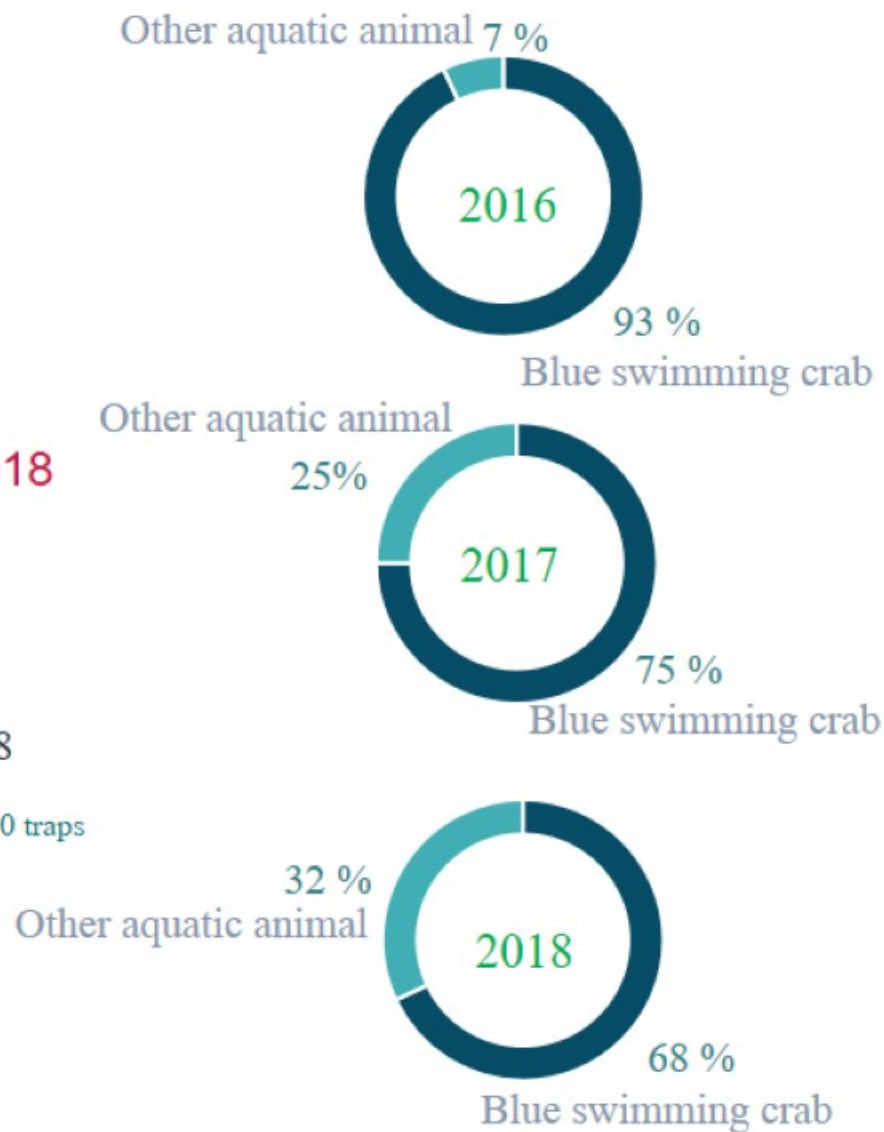 Other aquatic animal 7 %
2016
93 %
Blue swimming crab
Other aquatic animal
25%
18
2017
75 %
Blue swimming crab
8
0 traps
32 %
Other aquatic animal
2018
68 %
Blue swimming crab